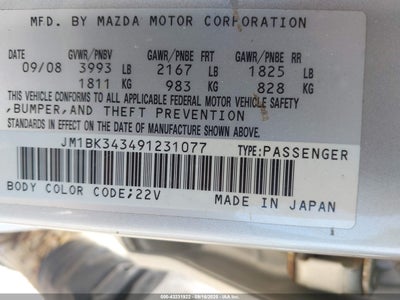 MFD. BY MAZDA MOTOR CORPORATION
DATE GVWR/PNBV GAWR/PNBE FRT GAWR/PNBE RR
09/08 3993 LB 2167 LB 1825 LB
1811 KG 983 KG 828 KG
THIS VEHICLE CONFORMS TO ALL APPLICABLE FEDERAL MOTOR VEHICLE SAFETY
,BUMPER,AND THEFT PREVENTION
STANDARDS IN EFFECT ON THE DATE OF MANUFACTURE SHOWN ABOVE.
JM1BK343491231077 TYPE:PASSENGER
BODY COLOR CODE;22V MADE IN JAPAN